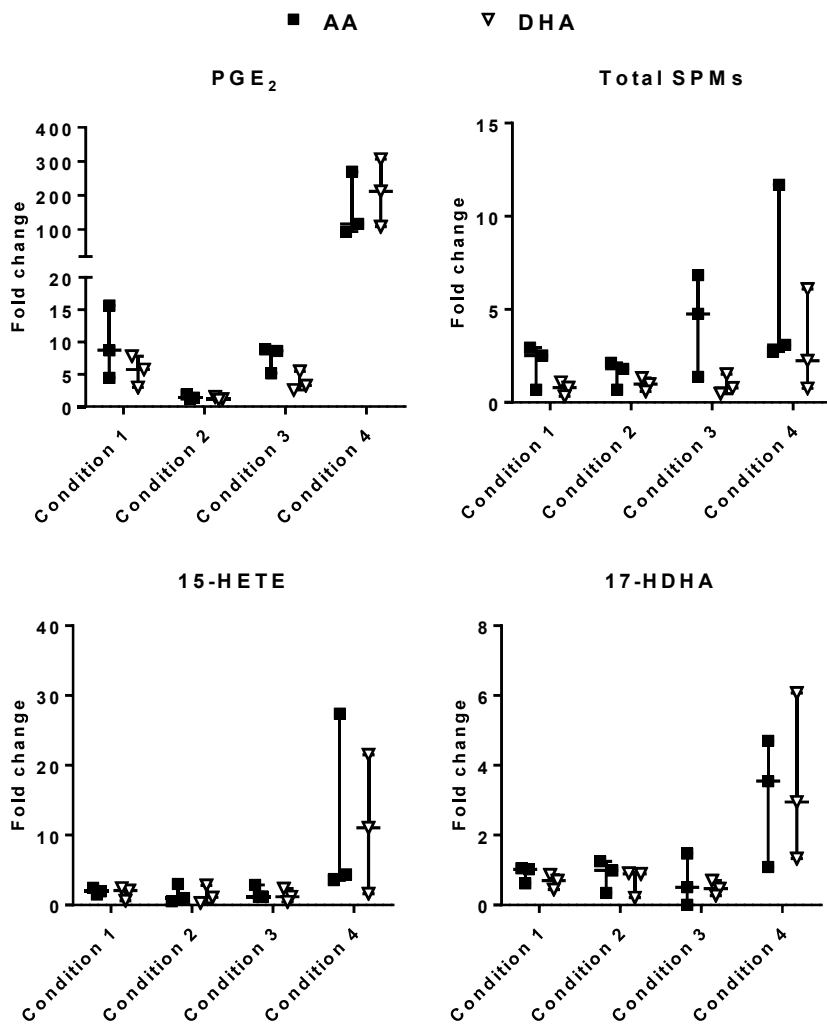 AA DHA
PGE₂
Fold change
400
300
200
100
20
15
10
5
0
Condition 1 Condition 2 Condition 3 Condition 4
Total SPMs
Fold change
15
10
5
0
Condition 1 Condition 2 Condition 3 Condition 4
15-HETE
Fold change
40
30
20
10
0
Condition 1 Condition 2 Condition 3 Condition 4
17-HDHA
Fold change
8
6
4
2
0
Condition 1 Condition 2 Condition 3 Condition 4